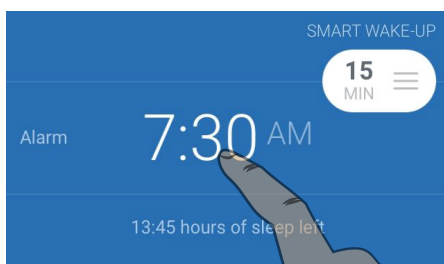 SMART WAKE-UP
15
MIN
Alarm 7:30 AM
13:45 hours of sleep left